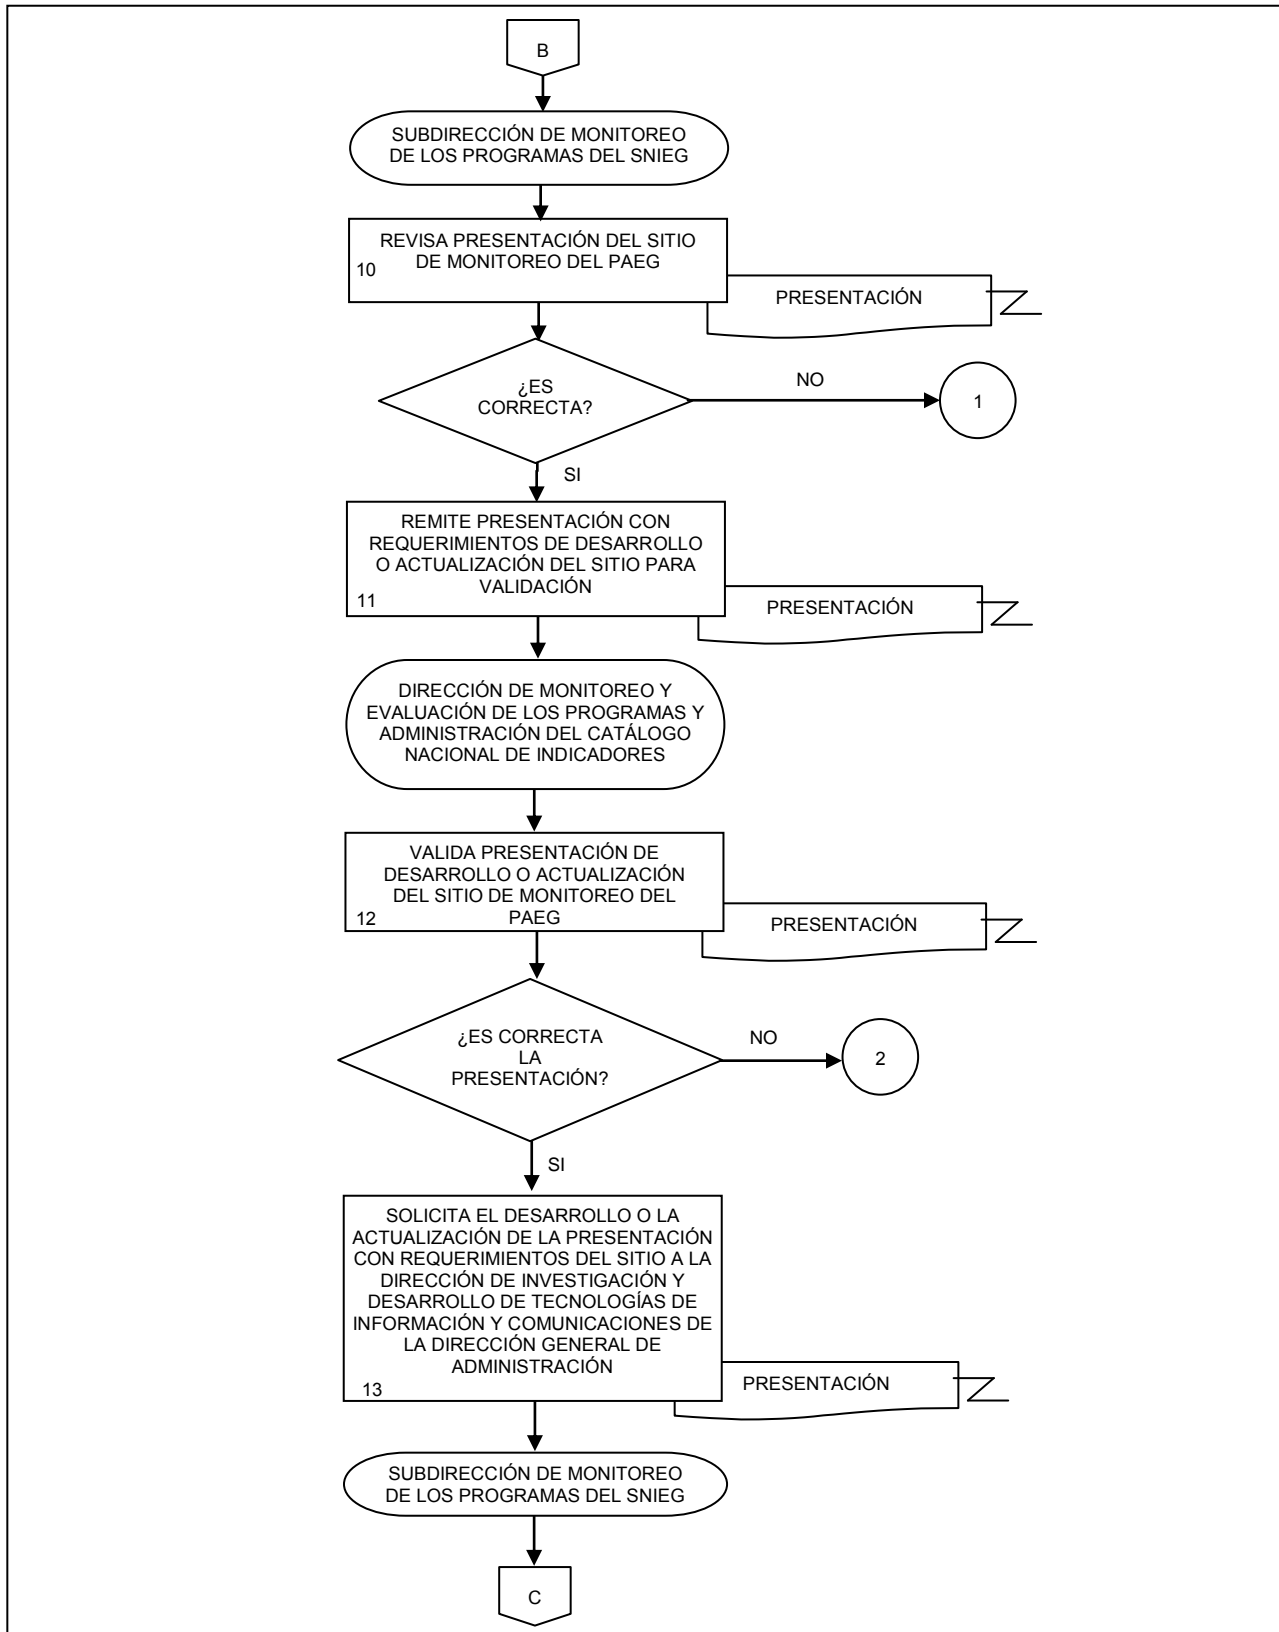 B
SUBDIRECCIÓN DE MONITOREO
DE LOS PROGRAMAS DEL SNIEG
REVISA PRESENTACIÓN DEL SITIO
DE MONITOREO DEL PAEG
10
PRESENTACIÓN
¿ES
CORRECTA?
NO
1
SI
REMITE PRESENTACIÓN CON
REQUERIMIENTOS DE DESARROLLO
O ACTUALIZACIÓN DEL SITIO PARA
VALIDACIÓN
11
PRESENTACIÓN
DIRECCIÓN DE MONITOREO Y
EVALUACIÓN DE LOS PROGRAMAS Y
ADMINISTRACIÓN DEL CATÁLOGO
NACIONAL DE INDICADORES
VALIDA PRESENTACIÓN DE
DESARROLLO O ACTUALIZACIÓN
DEL SITIO DE MONITOREO DEL
PAEG
12
PRESENTACIÓN
¿ES CORRECTA
LA
PRESENTACIÓN?
NO
2
SI
SOLICITA EL DESARROLLO O LA
ACTUALIZACIÓN DE LA PRESENTACIÓN
CON REQUERIMIENTOS DEL SITIO A LA
DIRECCIÓN DE INVESTIGACIÓN Y
DESARROLLO DE TECNOLOGÍAS DE
INFORMACIÓN Y COMUNICACIONES DE
LA DIRECCIÓN GENERAL DE
ADMINISTRACIÓN
13
PRESENTACIÓN
SUBDIRECCIÓN DE MONITOREO
DE LOS PROGRAMAS DEL SNIEG
C